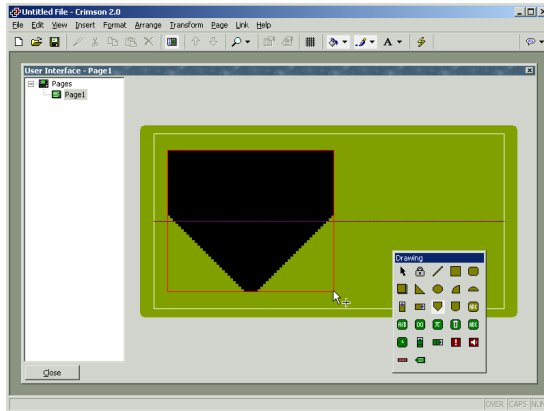 Untitled File - Crimson 2.0
File Edit View Insert Format Arrange Transform Page Link Help
User Interface - Page1
Pages
Page1
Drawing
Close
OVER CAPS NUM